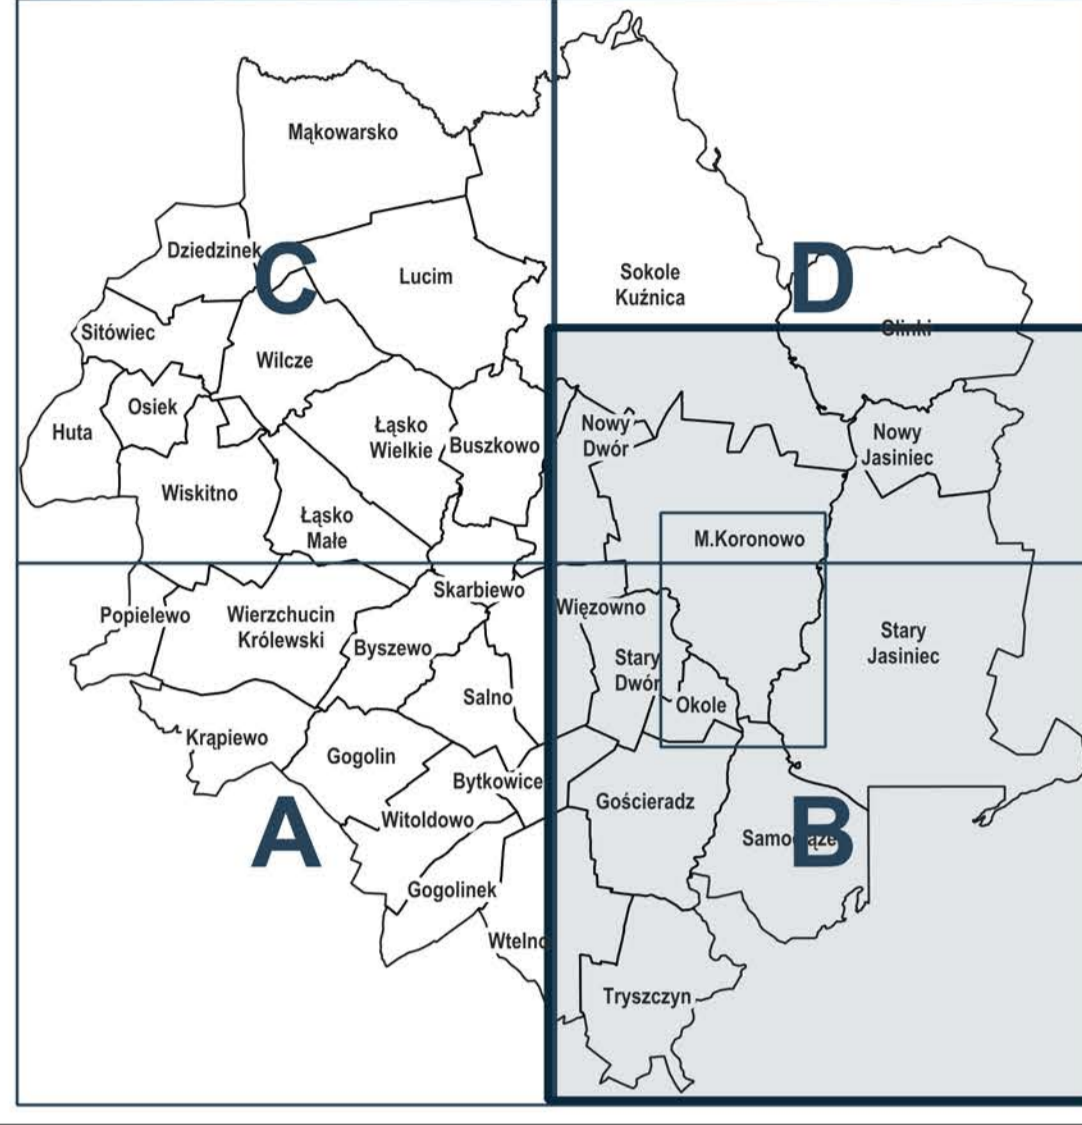 Mąkowarsko
Dziedzinek
C
Lucim
Sokole
Kuźnica
D
Glinki
Sitówiec
Wilcze
Osiek
Huta
Łąsko
Wielkie
Buszkowo
Nowy
Dwór
Nowy
Jasiniec
Wiskitno
Łąsko
Małe
M.Koronowo
Popielewo
Wierzchucin
Królewski
Skarbiewo
Byszewo
Więzowno
Stary
Dwór
Stary
Jasiniec
Salno
Okole
Krąpiewo
Gogolin
Bytkowice
Gościeradz
A
Witoldowo
B
Gogolinek
Wtelno
Tryszczyn